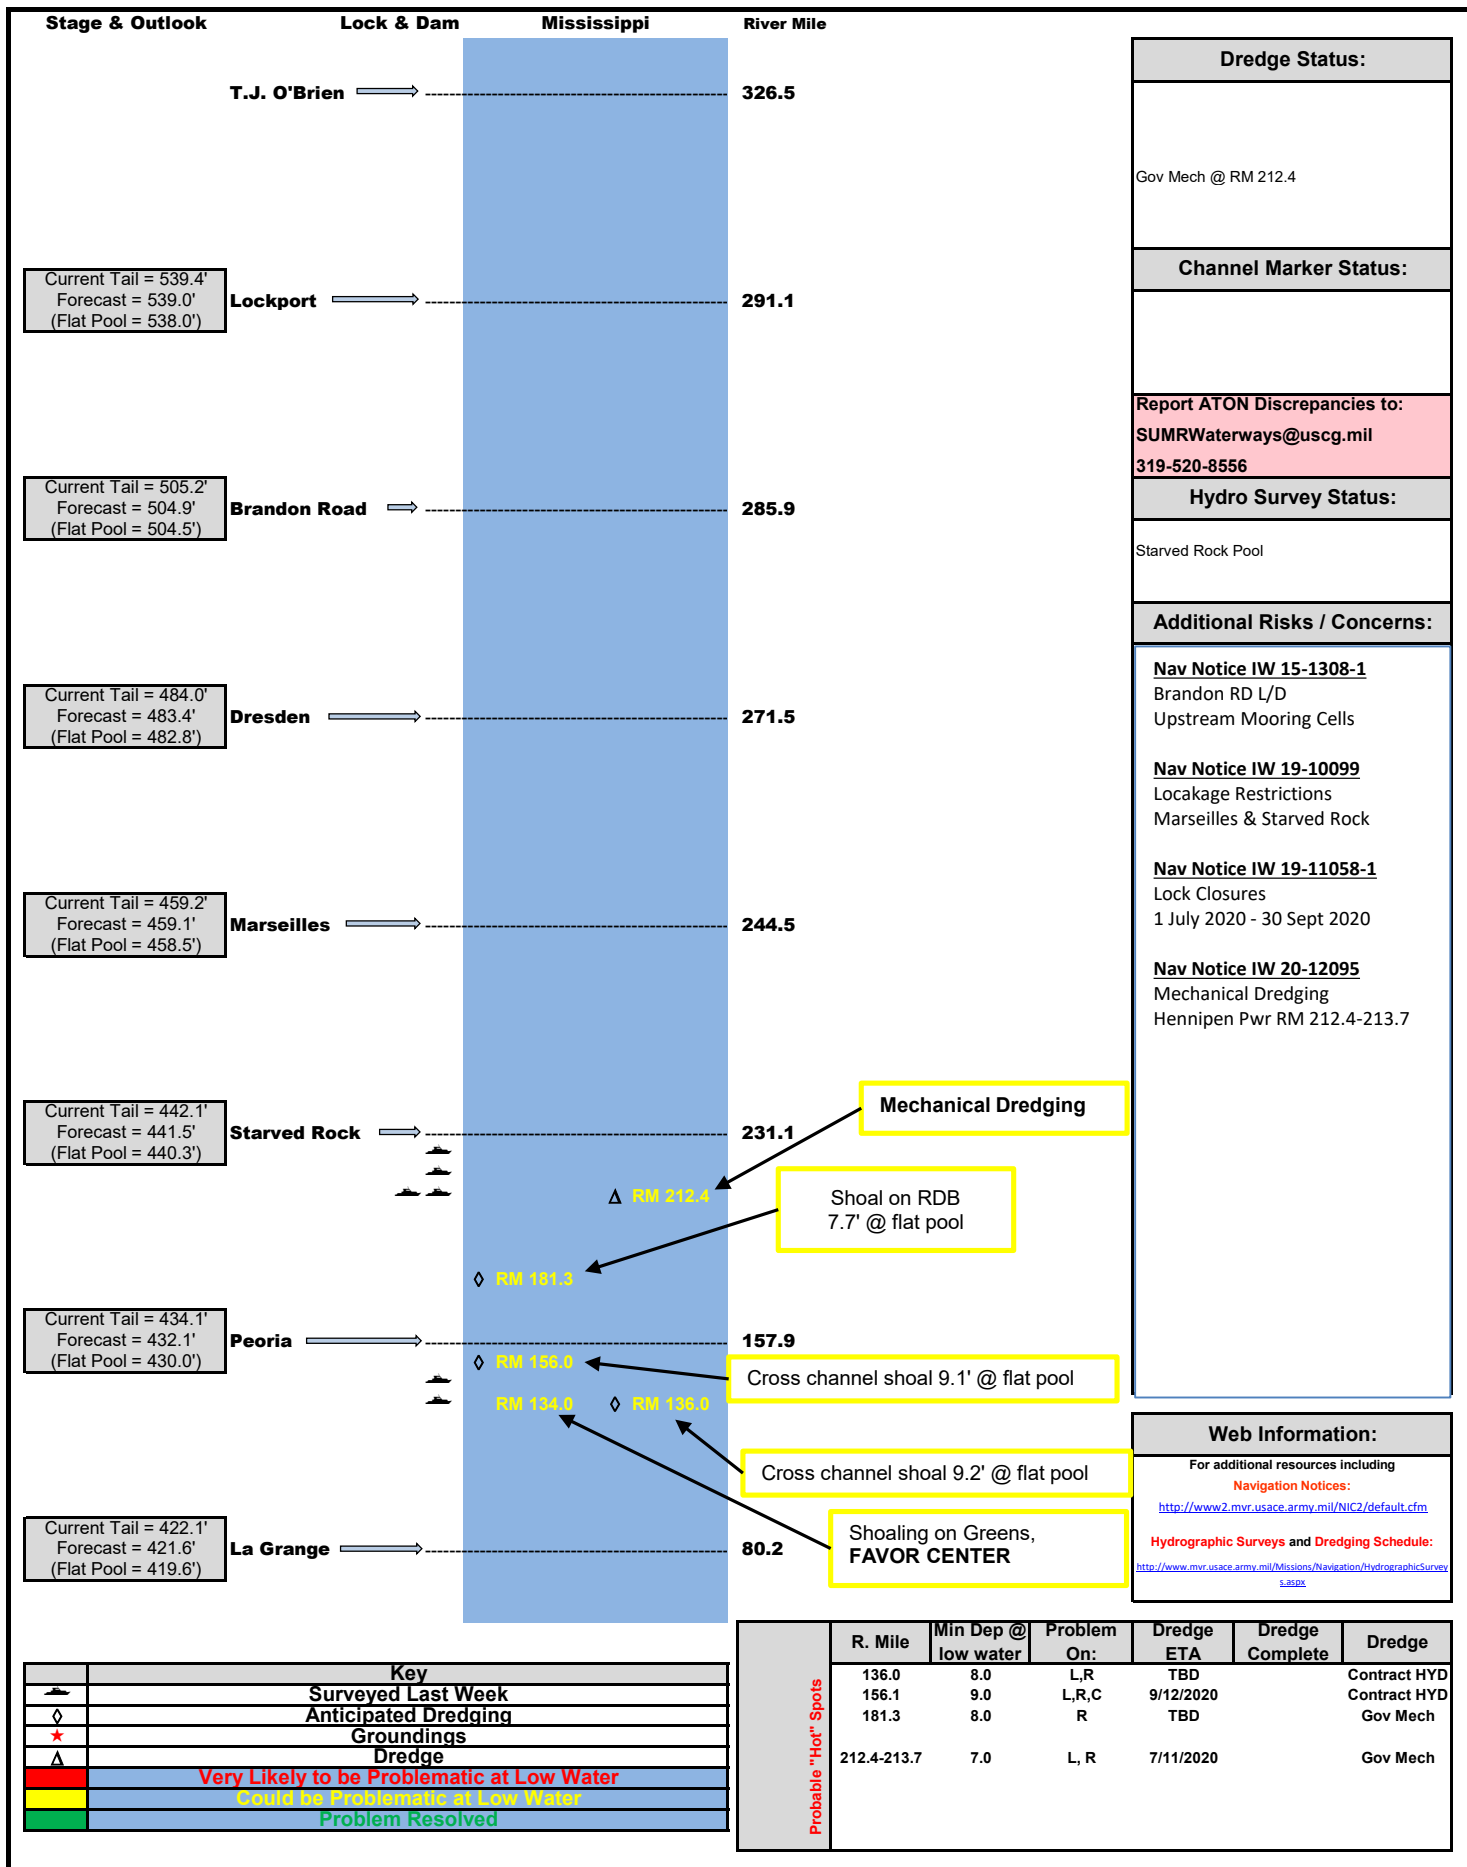 Stage & Outlook Lock & Dam Mississippi River Mile
T.J. O'Brien 326.5
Current Tail = 539.4'
Forecast = 539.0'
(Flat Pool = 538.0')
Lockport 291.1
Current Tail = 505.2'
Forecast = 504.9'
(Flat Pool = 504.5')
Brandon Road 285.9
Current Tail = 484.0'
Forecast = 483.4'
(Flat Pool = 482.8')
Dresden 271.5
Current Tail = 459.2'
Forecast = 459.1'
(Flat Pool = 458.5')
Marseilles 244.5
Current Tail = 442.1'
Forecast = 441.5'
(Flat Pool = 440.3')
Starved Rock 231.1
Mechanical Dredging
RM 212.4
Shoal on RDB
7.7' @ flat pool
RM 181.3
Current Tail = 434.1'
Forecast = 432.1'
(Flat Pool = 430.0')
Peoria 157.9
RM 156.0
Cross channel shoal 9.1' @ flat pool
RM 134.0 RM 136.0
Cross channel shoal 9.2' @ flat pool
Shoaling on Greens,
FAVOR CENTER
Current Tail = 422.1'
Forecast = 421.6'
(Flat Pool = 419.6')
La Grange 80.2
Dredge Status:
Gov Mech @ RM 212.4
Channel Marker Status:
Report ATON Discrepancies to:
SUMRWaterways@uscg.mil
319-520-8556
Hydro Survey Status:
Starved Rock Pool
Additional Risks / Concerns:
Nav Notice IW 15-1308-1
Brandon RD L/D
Upstream Mooring Cells
Nav Notice IW 19-10099
Locakage Restrictions
Marseilles & Starved Rock
Nav Notice IW 19-11058-1
Lock Closures
1 July 2020 - 30 Sept 2020
Nav Notice IW 20-12095
Mechanical Dredging
Hennipen Pwr RM 212.4-213.7
Web Information:
For additional resources including
Navigation Notices:
http://www2.mvr.usace.army.mil/NIC2/default.cfm
Hydrographic Surveys and Dredging Schedule:
http://www.mvr.usace.army.mil/Missions/Navigation/HydrographicSurvey
s.aspx
Key
Surveyed Last Week
Anticipated Dredging
Groundings
Dredge
Very Likely to be Problematic at Low Water
Could be Problematic at Low Water
Problem Resolved
Probable "Hot" Spots
R. Mile Min Dep @ low water Problem On: Dredge ETA Dredge Complete Dredge
136.0 8.0 L,R TBD Contract HYD
156.1 9.0 L,R,C 9/12/2020 Contract HYD
181.3 8.0 R TBD Gov Mech
212.4-213.7 7.0 L, R 7/11/2020 Gov Mech